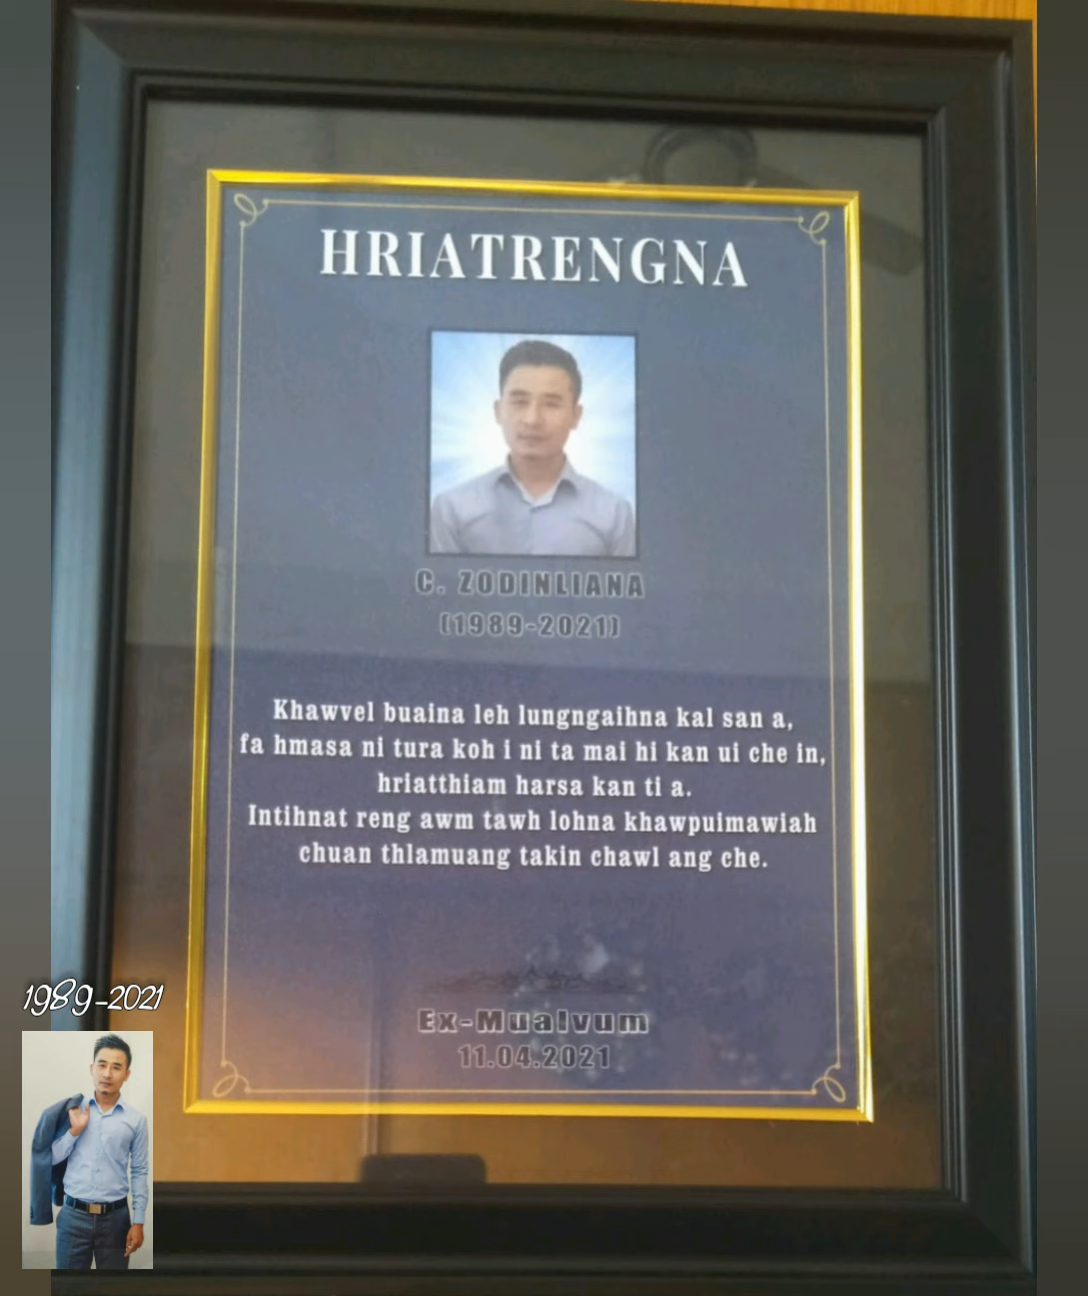 HRIATRENGNA
C. ZODINLIANA
(1989-2021)
Khawvel buaina leh lungngaihna kal san a,
fa hmasa ni tura koh i ni ta mai hi kan ui che in,
hriatthiam harsa kan ti a.
Intihnat reng awm tawh lohna khawpuimawiah
chuan thlamuang takin chawl ang che.
Ex-Mualvum
11.04.2021
1989-2021